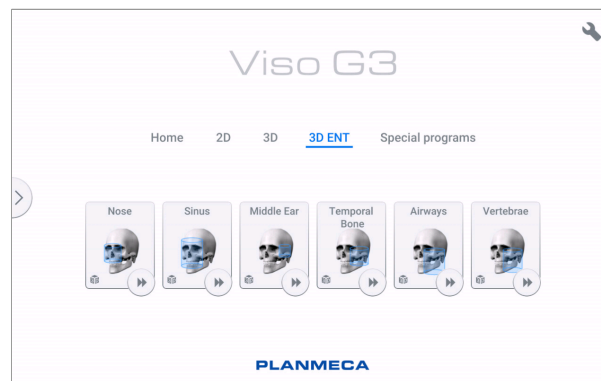 Viso G3
Home 2D 3D 3D ENT Special programs
Nose Sinus Middle Ear Temporal Bone Airways Vertebrae
PLANMECA